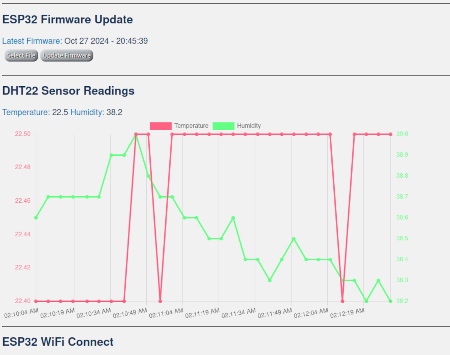 ESP32 Firmware Update
Latest Firmware: Oct 27 2024 - 20:45:39
Select File Update Firmware
DHT22 Sensor Readings
Temperature: 22.5 Humidity: 38.2
Temperature Humidity
22.50 39.0
38.9
22.48 38.8
38.7
22.46
38.6
22.44 38.5
38.4
22.42
38.3
22.40 38.2
02:10:04 AM 02:10:19 AM 02:10:34 AM 02:10:49 AM 02:11:04 AM 02:11:19 AM 02:11:34 AM 02:11:49 AM 02:12:04 AM 02:12:19 AM
ESP32 WiFi Connect